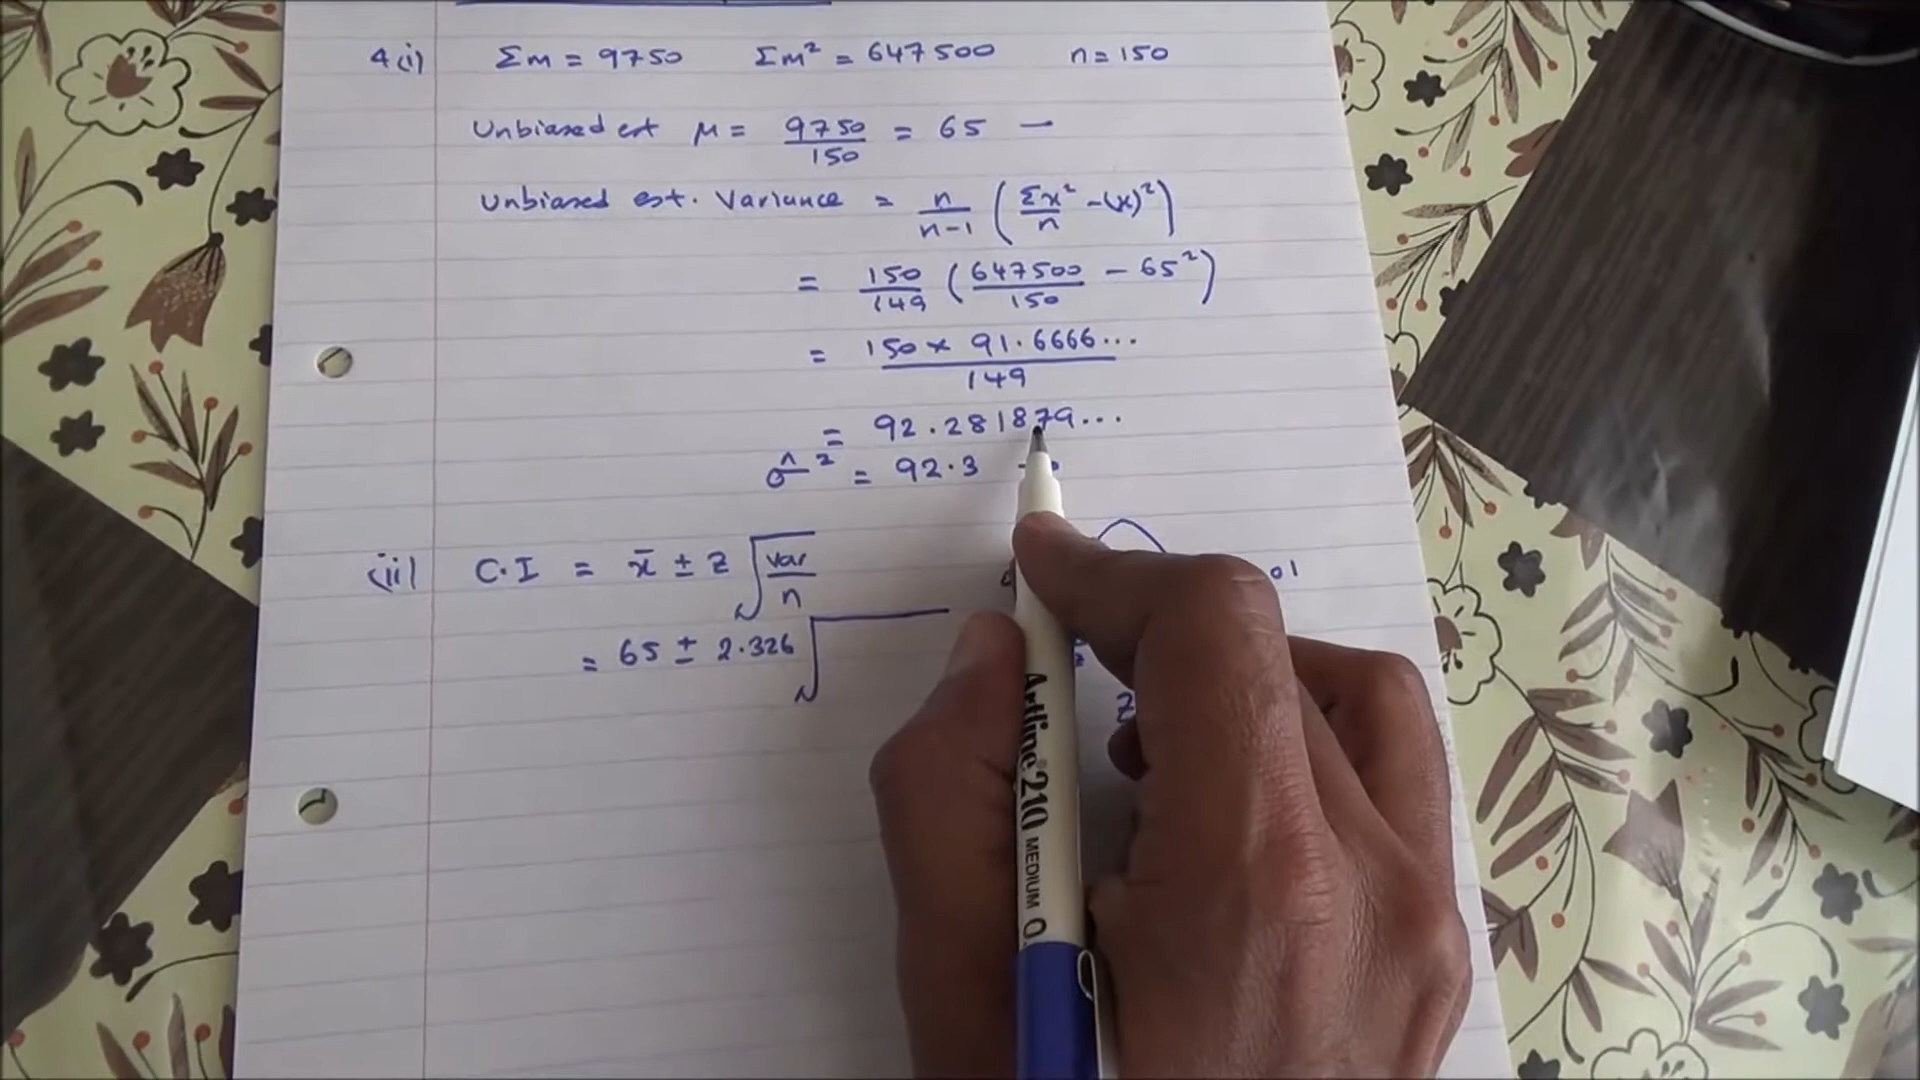 4(i) Σm = 9750 Σm² = 647500 n = 150
Unbiased est μ = 9750/150 = 65 —
Unbiased est. Variance = n/n-1 (Σx²/n - (x)²)
= 150/149 (647500/150 - 65²)
= 150 × 91.6666.../149
= 92.281879...
σ̂² = 92.3
(ii) C.I = x̄ ± z √var/n
01
= 65 ± 2.326 √
z
Z
Artline 210 MEDIUM 0.